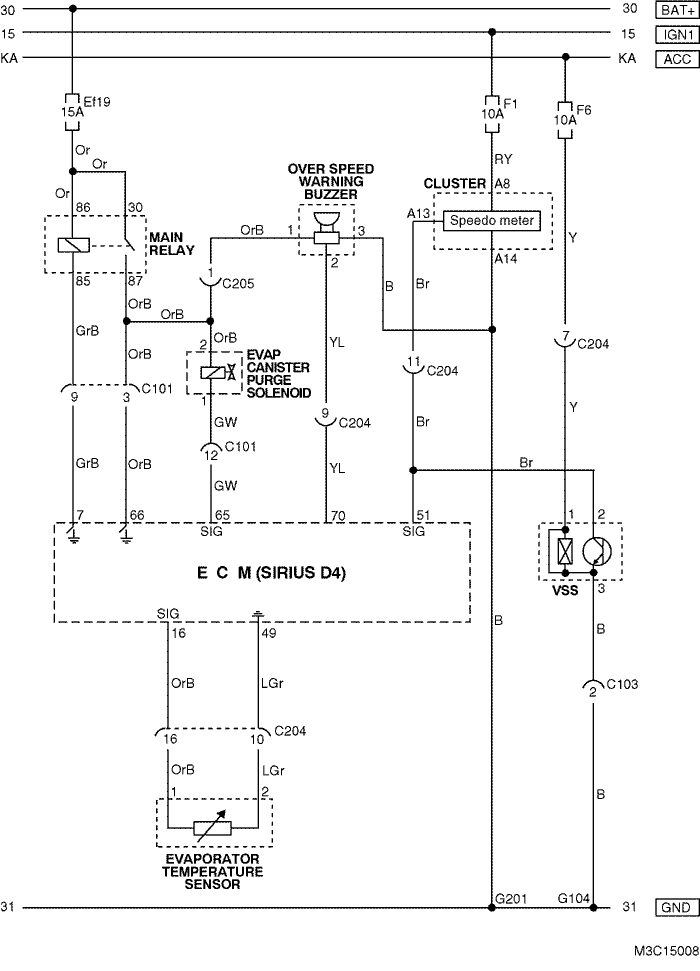 30 30 BAT+
15 15 IGN1
KA KA ACC
Ef19
15A
F1
10A
F6
10A
Or
Or
Or
RY
OVER SPEED
WARNING
BUZZER
CLUSTER A8
86 30
A13 Speedo meter
MAIN
RELAY
OrB 1 3
2
Y
A14
85 87
1 C205
OrB
B
Br
OrB
GrB
OrB
2 OrB
YL
7 C204
EVAP
CANISTER
PURGE
SOLENOID
OrB
11 C204
C101
9 3
1
GW
9 C204
Y
Br
C101
12
GrB OrB
GW
YL
Br
7 66 65 70 51
SIG SIG
1 2
E C M (SIRIUS D4)
VSS
3
SIG
16 49
B
B
OrB LGr
C103
2
C204
16 10
OrB LGr
B
1 2
EVAPORATOR
TEMPERATURE
SENSOR
G201 G104
31 31 GND
M3C15008